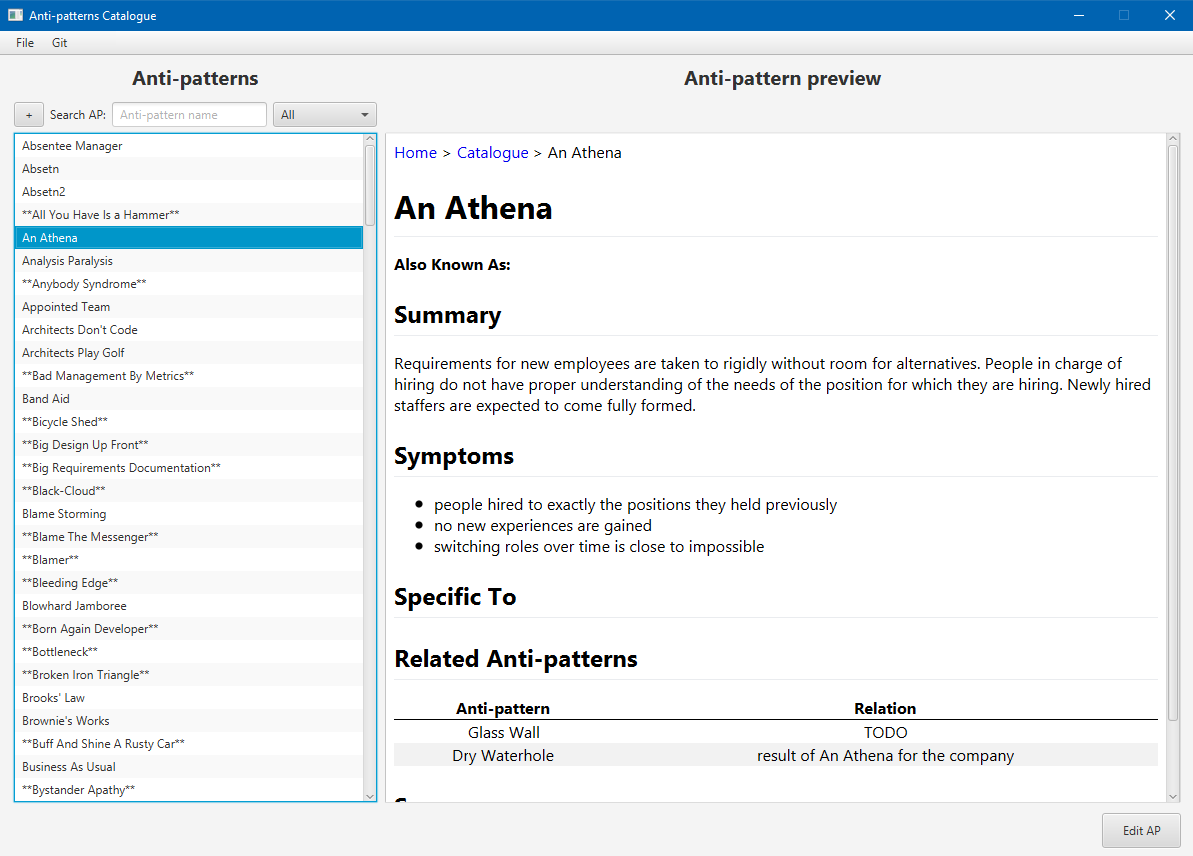 Anti-patterns Catalogue
File Git
Anti-patterns
Anti-pattern preview
+ Search AP: Anti-pattern name All
Absentee Manager
Absetn
Absetn2
**All You Have Is a Hammer**
An Athena
Analysis Paralysis
**Anybody Syndrome**
Appointed Team
Architects Don't Code
Architects Play Golf
**Bad Management By Metrics**
Band Aid
**Bicycle Shed**
**Big Design Up Front**
**Big Requirements Documentation**
**Black-Cloud**
Blame Storming
**Blame The Messenger**
**Blamer**
**Bleeding Edge**
Blowhard Jamboree
**Born Again Developer**
**Bottleneck**
**Broken Iron Triangle**
Brooks' Law
Brownie's Works
**Buff And Shine A Rusty Car**
Business As Usual
**Bystander Apathy**
Home > Catalogue > An Athena
An Athena
Also Known As:
Summary
Requirements for new employees are taken to rigidly without room for alternatives. People in charge of
hiring do not have proper understanding of the needs of the position for which they are hiring. Newly hired
staffers are expected to come fully formed.
Symptoms
• people hired to exactly the positions they held previously
• no new experiences are gained
• switching roles over time is close to impossible
Specific To
Related Anti-patterns
Anti-pattern Relation
Glass Wall TODO
Dry Waterhole result of An Athena for the company
Edit AP